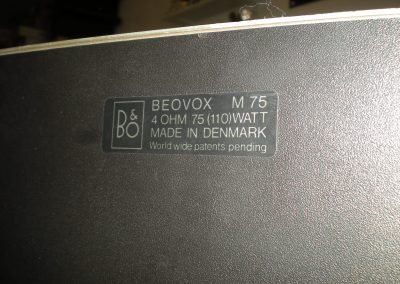 B&O
BEOVOX M 75
4 OHM 75 (110) WATT
MADE IN DENMARK
World wide patents pending